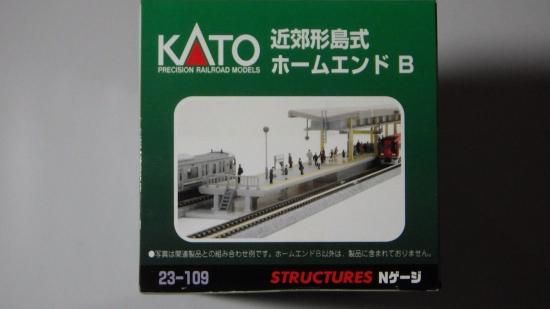 KATO
PRECISION RAILROAD MODELS
近郊形島式
ホームエンド B
●写真は関連製品との組み合わせ例です。ホームエンドB以外は、製品に含まれておりません。
23-109
STRUCTURES Nゲージ